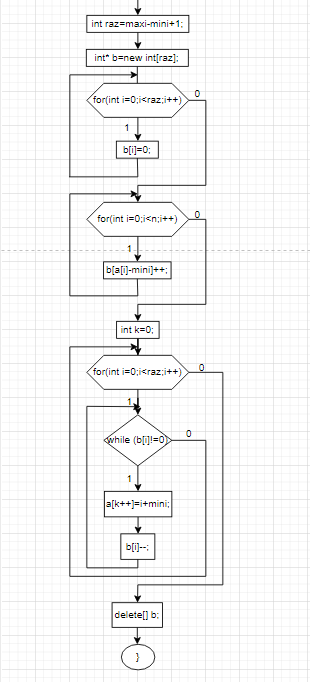 int raz=maxi-mini+1;
int* b=new int[raz];
for(int i=0;i<raz;i++)
0
1
b[i]=0;
for(int i=0;i<n;i++)
0
1
b[a[i]-mini]++;
int k=0;
for(int i=0;i<raz;i++)
0
1
while (b[i]!=0)
0
1
a[k++]=i+mini;
b[i]--;
delete[] b;
}